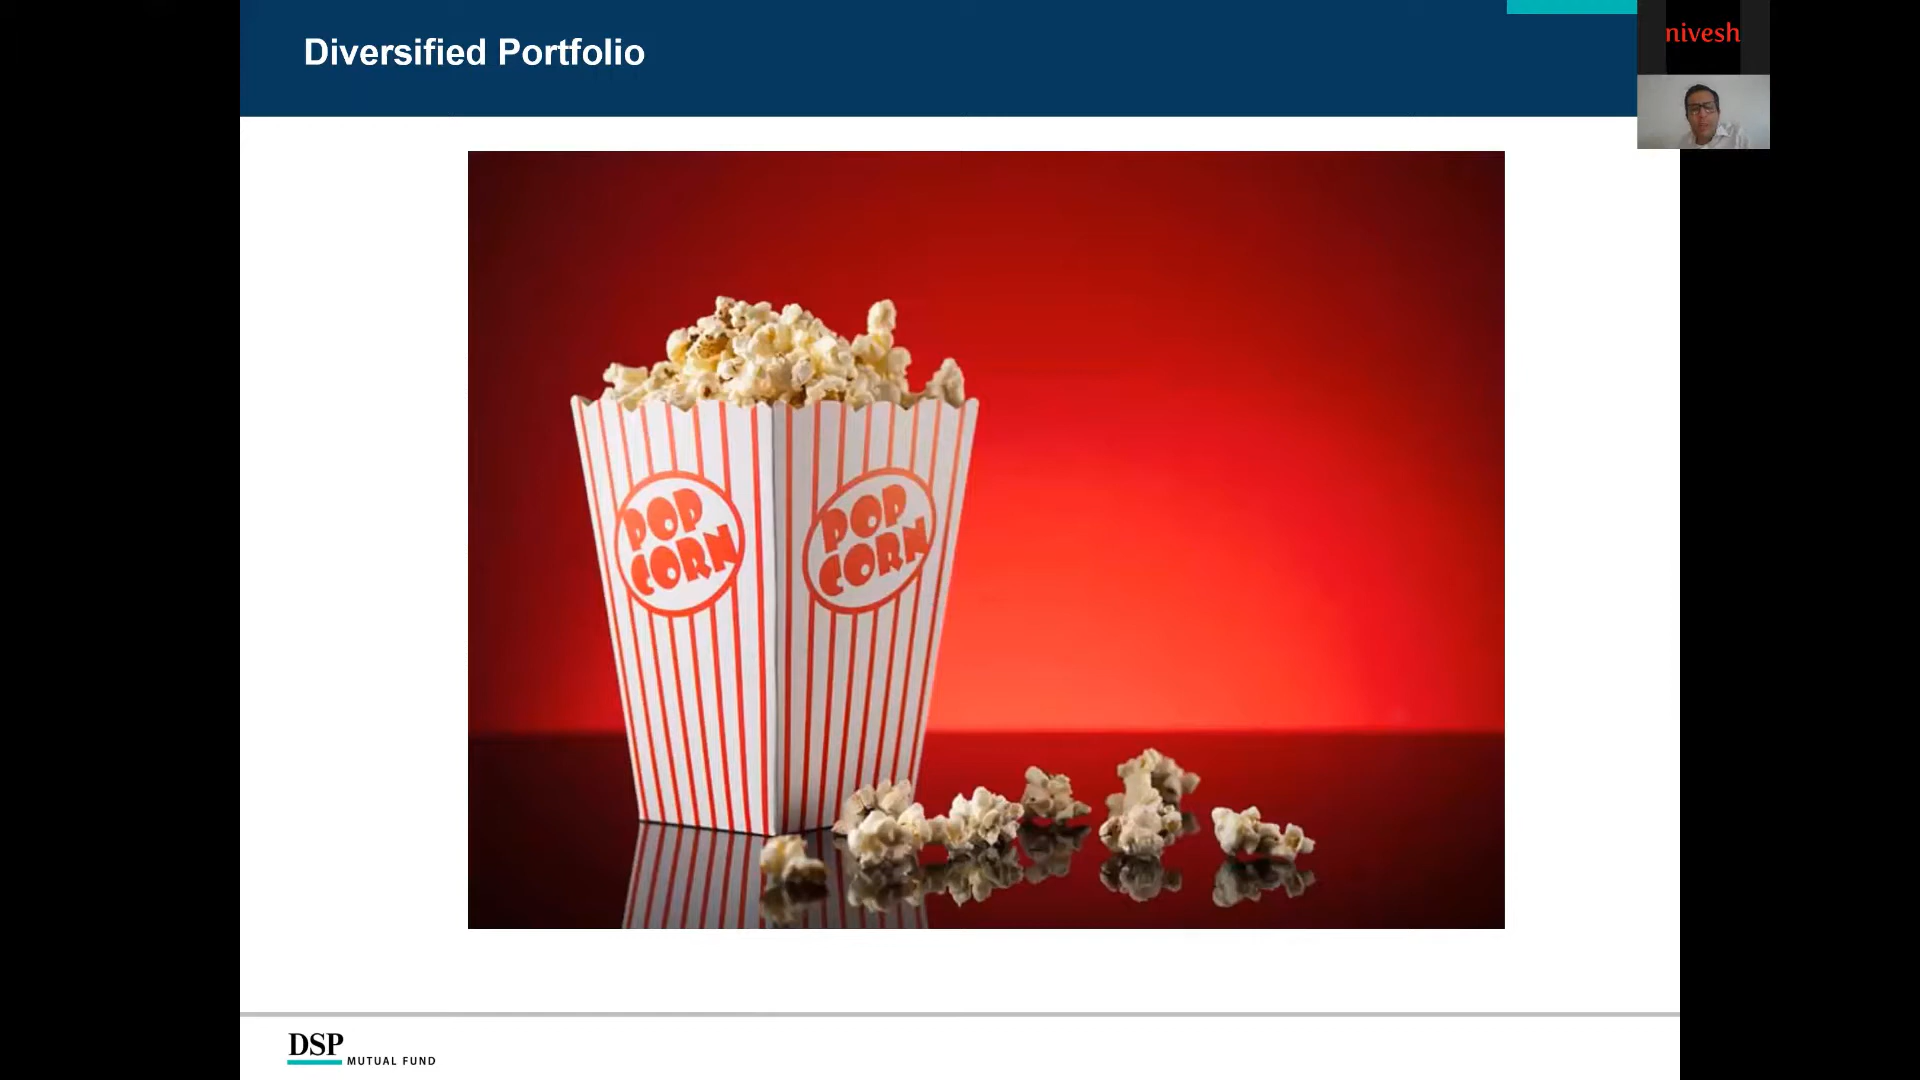 Diversified Portfolio
nivesh
POP
CORN
POP
CORN
DSP
MUTUAL FUND